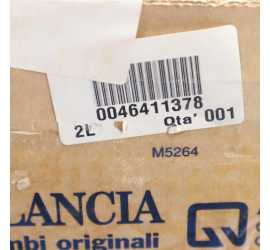 0046411378
2L Qta' 001
M5264
LANCIA
mbi originali